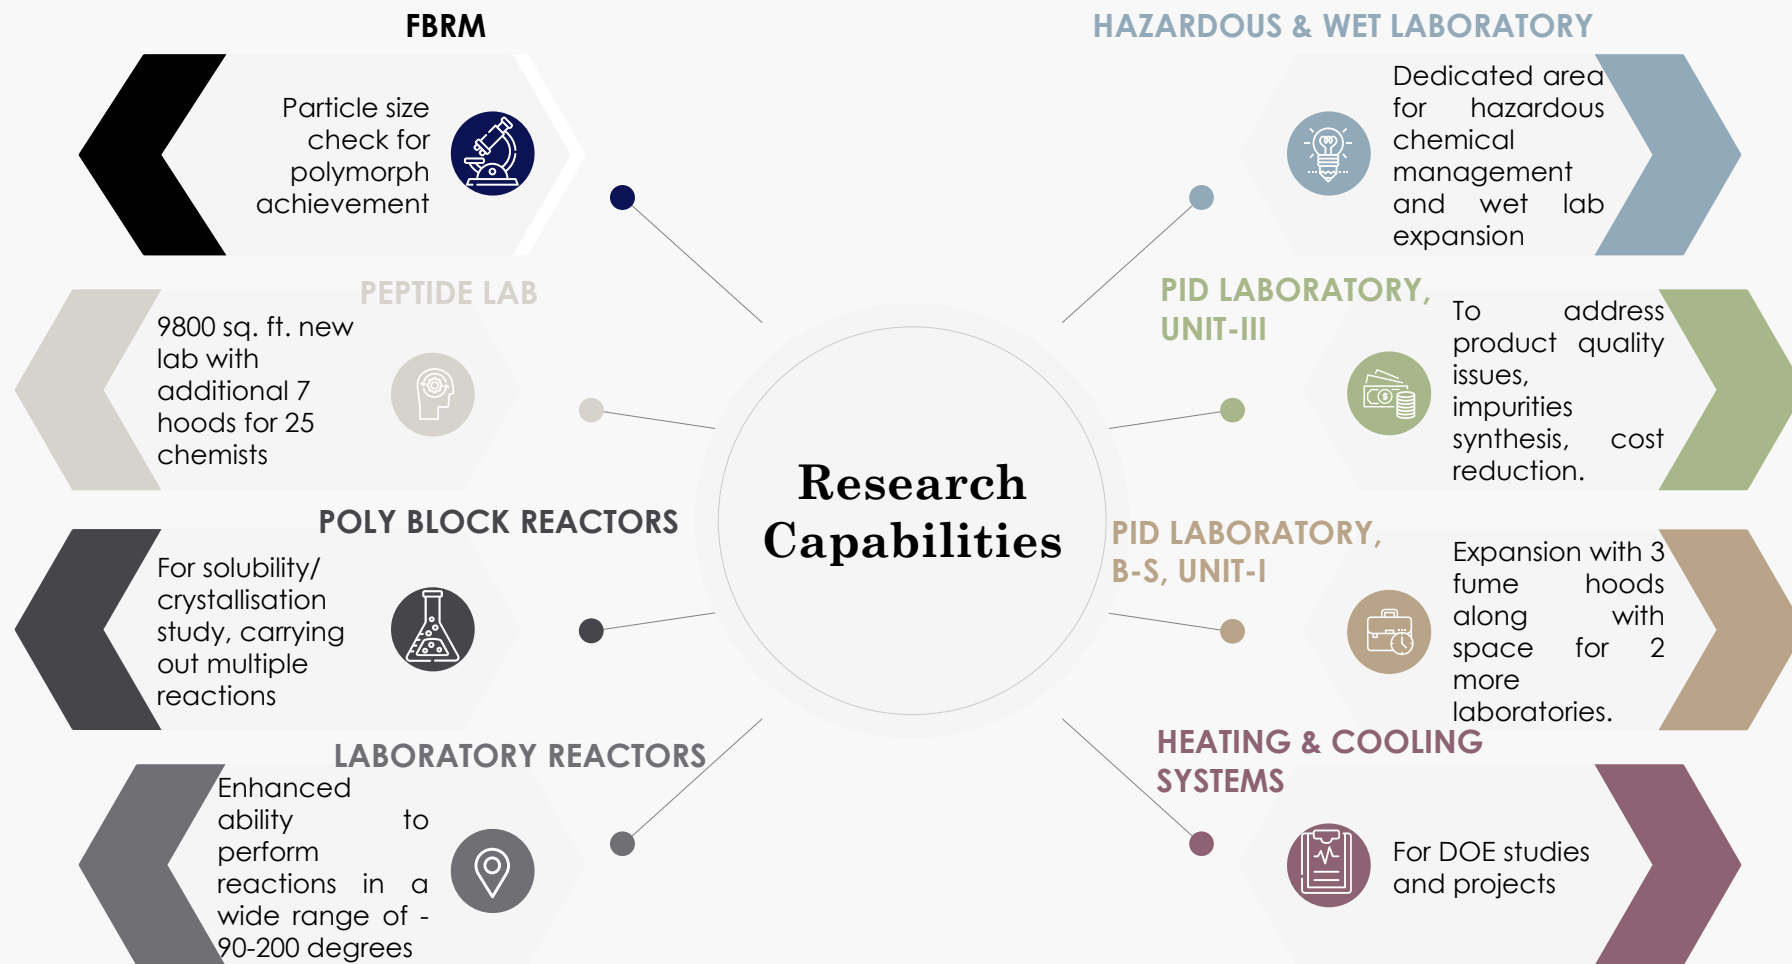 FBRM
Particle size
check for
polymorph
achievement
PEPTIDE LAB
9800 sq. ft. new
lab with
additional 7
hoods for 25
chemists
POLY BLOCK REACTORS
For solubility/
crystallisation
study, carrying
out multiple
reactions
LABORATORY REACTORS
Enhanced
ability to
perform
reactions in a
wide range of -
90-200 degrees
Research
Capabilities
HAZARDOUS & WET LABORATORY
Dedicated area
for hazardous
chemical
management
and wet lab
expansion
PID LABORATORY,
UNIT-III
To address
product quality
issues,
impurities
synthesis, cost
reduction.
PID LABORATORY,
B-S, UNIT-I
Expansion with 3
fume hoods
along with
space for 2
more
laboratories.
HEATING & COOLING
SYSTEMS
For DOE studies
and projects